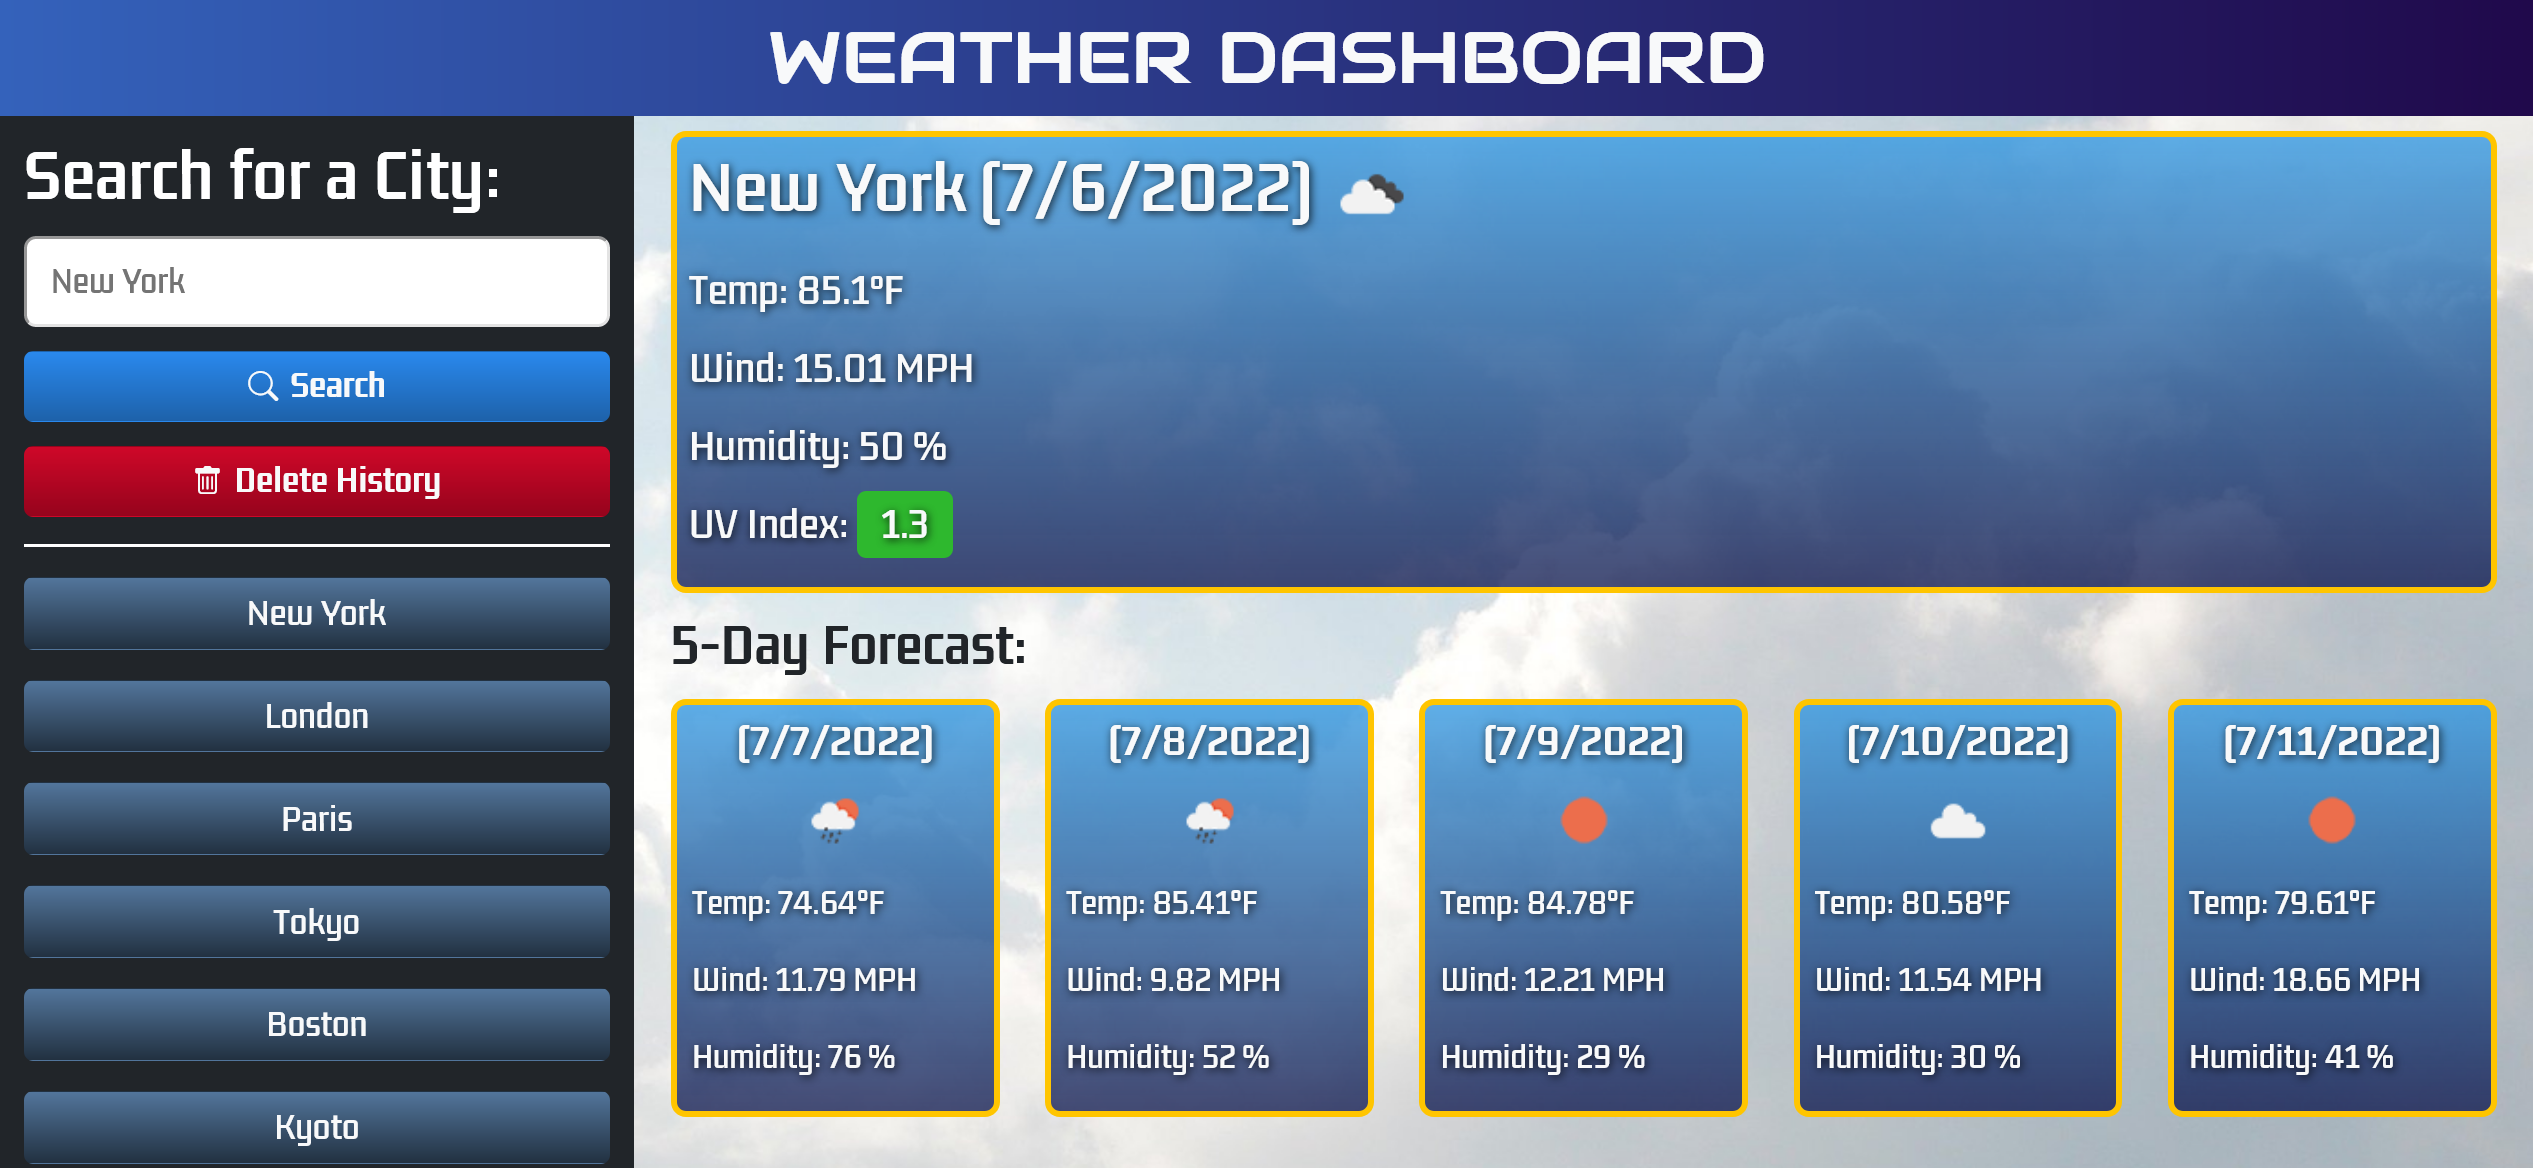 WEATHER DASHBOARD
Search for a City:
New York
Search
Delete History
New York
London
Paris
Tokyo
Boston
Kyoto
New York (7/6/2022)
Temp: 85.1°F
Wind: 15.01 MPH
Humidity: 50 %
UV Index: 1.3
5-Day Forecast:
(7/7/2022)
Temp: 74.64°F
Wind: 11.79 MPH
Humidity: 76 %
(7/8/2022)
Temp: 85.41°F
Wind: 9.82 MPH
Humidity: 52 %
(7/9/2022)
Temp: 84.78°F
Wind: 12.21 MPH
Humidity: 29 %
(7/10/2022)
Temp: 80.58°F
Wind: 11.54 MPH
Humidity: 30 %
(7/11/2022)
Temp: 79.61°F
Wind: 18.66 MPH
Humidity: 41 %